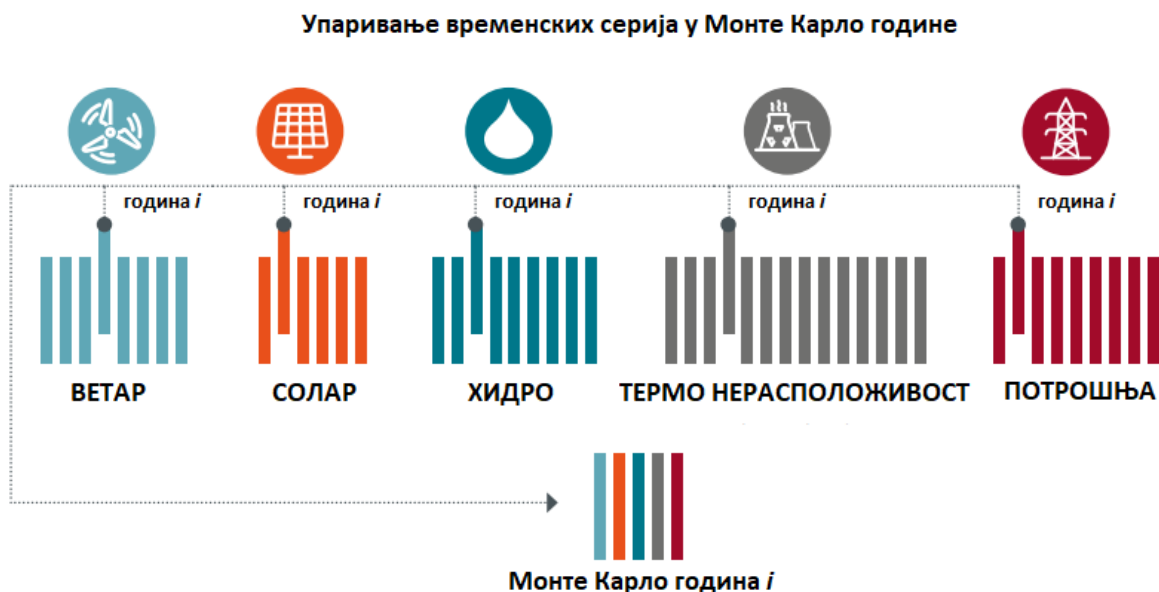 Упаривање временских серија у Монте Карло године
година i
година i
година i
година i
година i
ВЕТАР
СОЛАР
ХИДРО
ТЕРМО НЕРАСПОЛОЖИВОСТ
ПОТРОШЊА
Монте Карло година i